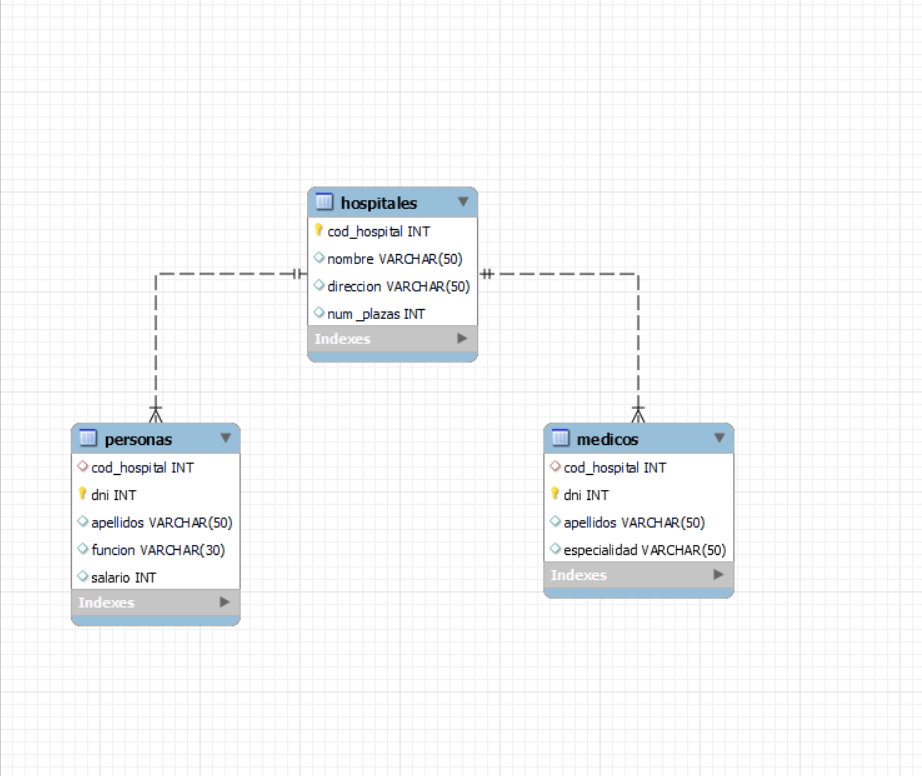 hospitales
cod_hospital INT
nombre VARCHAR(50)
direccion VARCHAR(50)
num _plazas INT
Indexes
personas
cod_hospital INT
dni INT
apellidos VARCHAR(50)
funcion VARCHAR(30)
salario INT
Indexes
medicos
cod_hospital INT
dni INT
apellidos VARCHAR(50)
especialidad VARCHAR(50)
Indexes